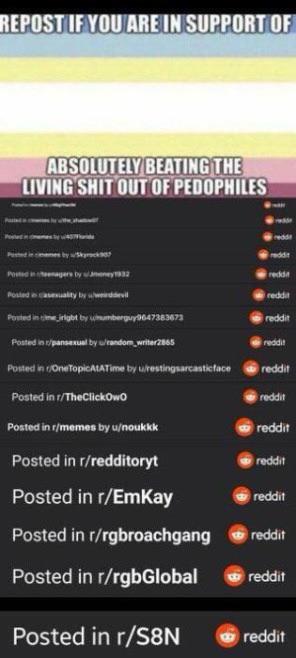 REPOST IF YOU ARE IN SUPPORT OF
ABSOLUTELY BEATING THE
LIVING SHIT OUT OF PEDOPHILES
reddit
Posted in r/memes by u/the_shadow07 reddit
Posted in r/memes by u/407Florida reddit
Posted in r/memes by u/Skyrock907 reddit
Posted in r/teenagers by u/Jmoney1932 reddit
Posted in r/asexuality by u/weirddevil reddit
Posted in r/me_irlgbt by u/numberguy9647383673 reddit
Posted in r/pansexual by u/random_writer2865 reddit
Posted in r/OneTopicAtATime by u/restingsarcasticface reddit
Posted in r/TheClickOwO reddit
Posted in r/memes by u/noukkk reddit
Posted in r/redditoryt reddit
Posted in r/EmKay reddit
Posted in r/rgbroachgang reddit
Posted in r/rgbGlobal reddit
Posted in r/S8N reddit